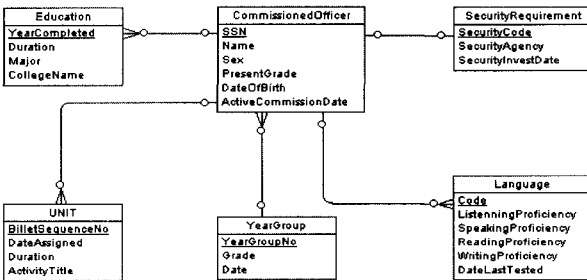 Education
YearCompleted
Duration
Major
CollegeName
CommissionedOfficer
SSN
Name
Sex
PresentGrade
DateOfBirth
ActiveCommissionDate
SecurityRequirement
SecurityCode
SecurityAgency
SecurityInvestDate
UNIT
BilletSequenceNo
DateAssigned
Duration
ActivityTitle
YearGroup
YearGroupNo
Grade
Date
Language
Code
ListenningProficiency
SpeakingProficiency
ReadingProficiency
WritingProficiency
DateLastTested